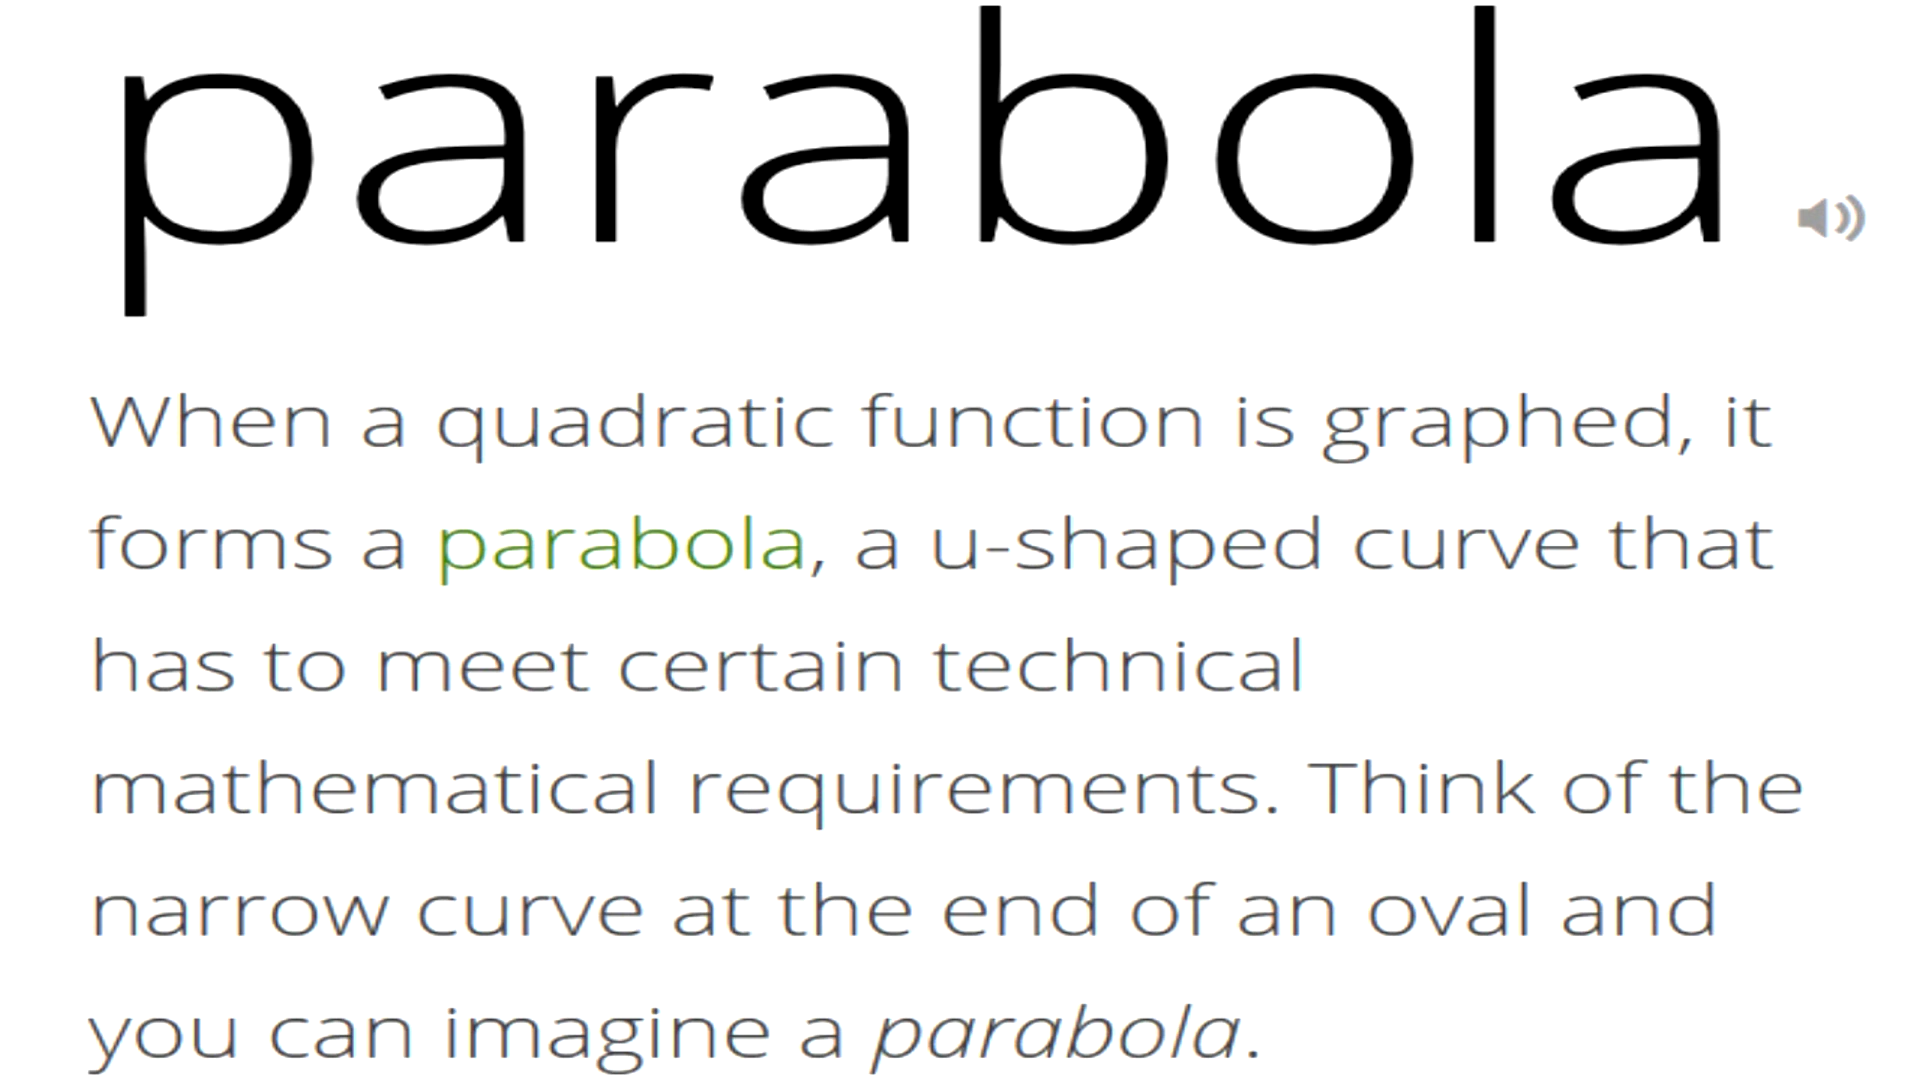 parabola
When a quadratic function is graphed, it
forms a parabola, a u-shaped curve that
has to meet certain technical
mathematical requirements. Think of the
narrow curve at the end of an oval and
you can imagine a parabola.